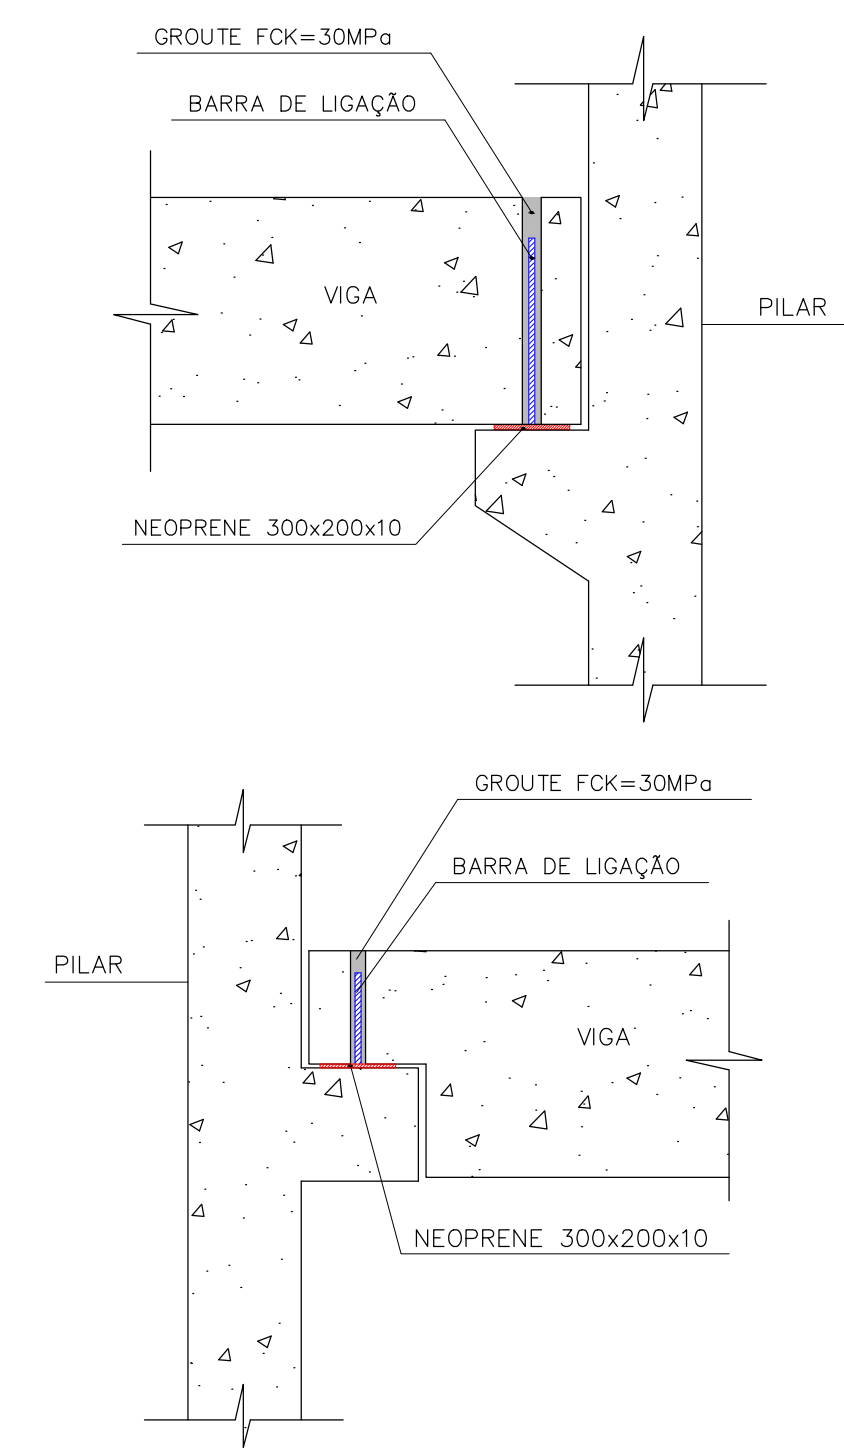 GROUTE FCK=30MPa
BARRA DE LIGAÇÃO
VIGA
PILAR
NEOPRENE 300x200x10
GROUTE FCK=30MPa
BARRA DE LIGAÇÃO
PILAR
VIGA
NEOPRENE 300x200x10